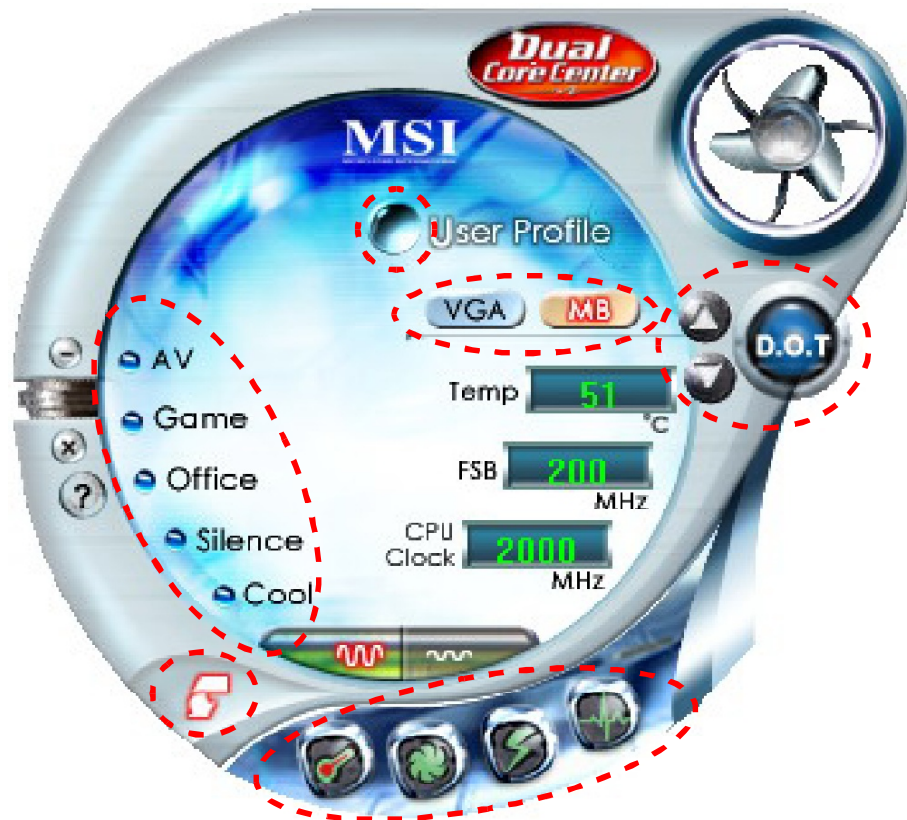 Dual
Core Center
MSI
User Profile
VGA MB
D.O.T
AV
Temp 51
°C
Game
FSB 200
MHz
Office
?
Silence
CPU
Clock 2000
MHz
Cool